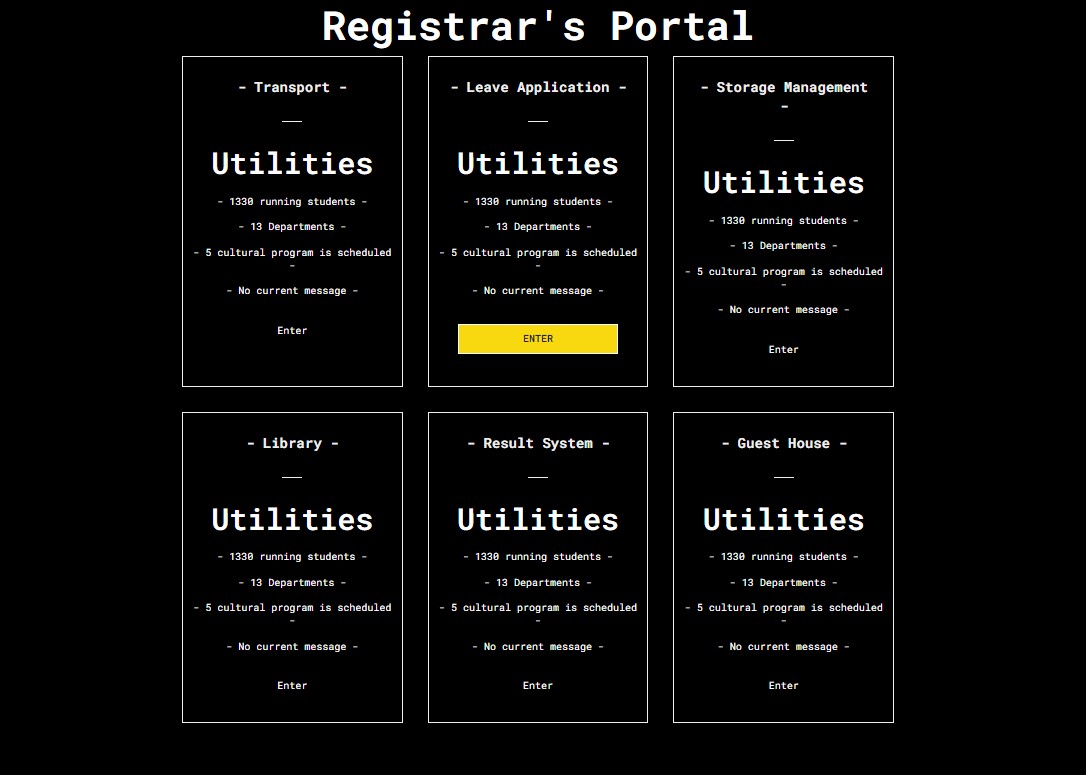 Registrar's Portal
- Transport -
Utilities
- 1330 running students -
- 13 Departments -
- 5 cultural program is scheduled
-
- No current message -
Enter
- Leave Application -
Utilities
- 1330 running students -
- 13 Departments -
- 5 cultural program is scheduled
-
- No current message -
ENTER
- Storage Management
-
Utilities
- 1330 running students -
- 13 Departments -
- 5 cultural program is scheduled
-
- No current message -
Enter
- Library -
Utilities
- 1330 running students -
- 13 Departments -
- 5 cultural program is scheduled
-
- No current message -
Enter
- Result System -
Utilities
- 1330 running students -
- 13 Departments -
- 5 cultural program is scheduled
-
- No current message -
Enter
- Guest House -
Utilities
- 1330 running students -
- 13 Departments -
- 5 cultural program is scheduled
-
- No current message -
Enter